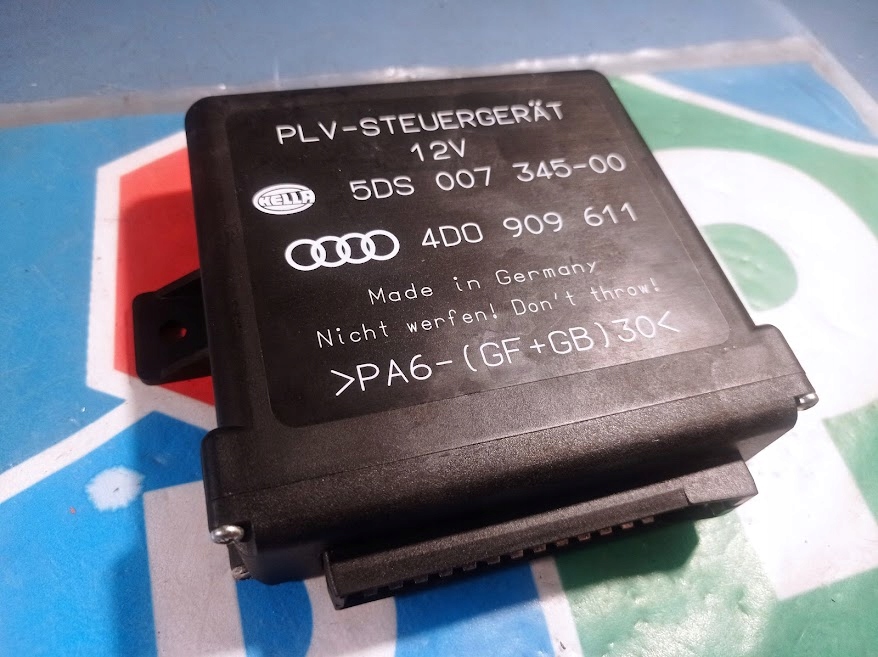 PLV-STEUERGERÄT
12V
HELLA 5DS 007 345-00
4D0 909 611
Made in Germany
Nicht werfen! Don't throw!
>PA6-(GF+GB)30<